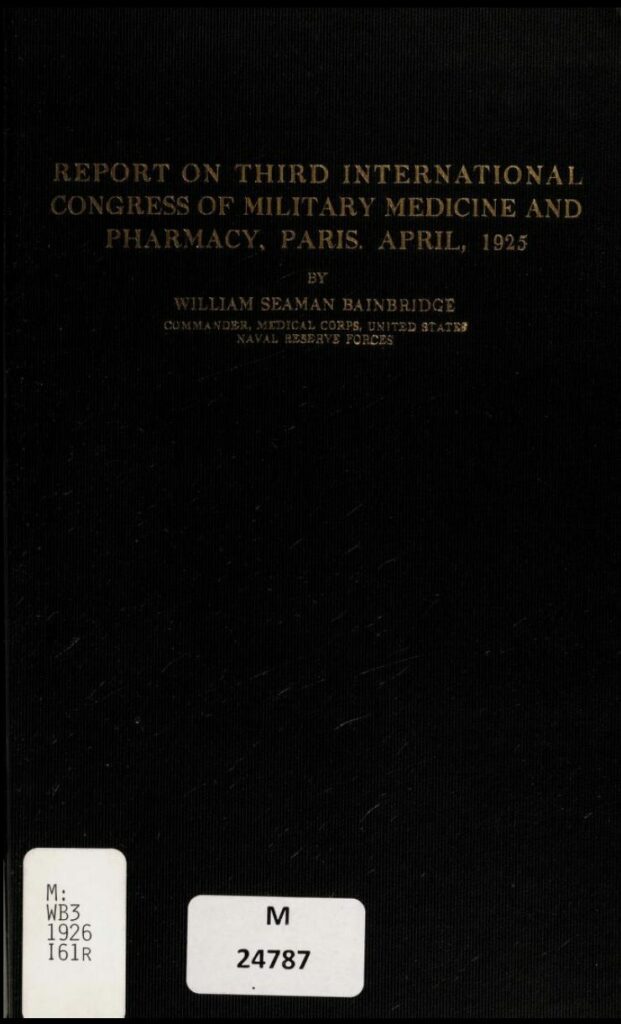 REPORT ON THIRD INTERNATIONAL
CONGRESS OF MILITARY MEDICINE AND
PHARMACY, PARIS. APRIL, 1925
BY
WILLIAM SEAMAN BAINBRIDGE
COMMANDER, MEDICAL CORPS, UNITED STATES
NAVAL RESERVE FORCES
M:
WB3
1926
I61R
M
24787